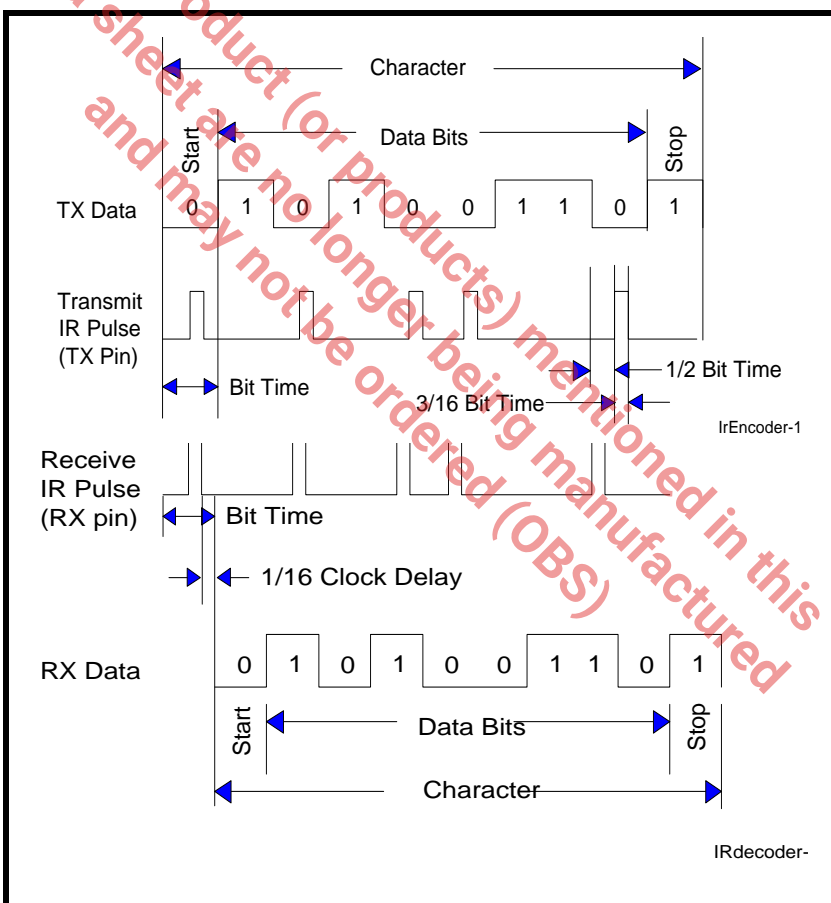 product (or products) mentioned in this
sheet are no longer being manufactured
and may not be ordered (OBS)
Character
Start
Data Bits
Stop
TX Data
0 1 0 1 0 0 1 1 0 1
Transmit
IR Pulse
(TX Pin)
Bit Time
1/2 Bit Time
3/16 Bit Time
IrEncoder-1
Receive
IR Pulse
(RX pin)
Bit Time
1/16 Clock Delay
RX Data
0 1 0 1 0 0 1 1 0 1
Start
Data Bits
Stop
Character
IRdecoder-